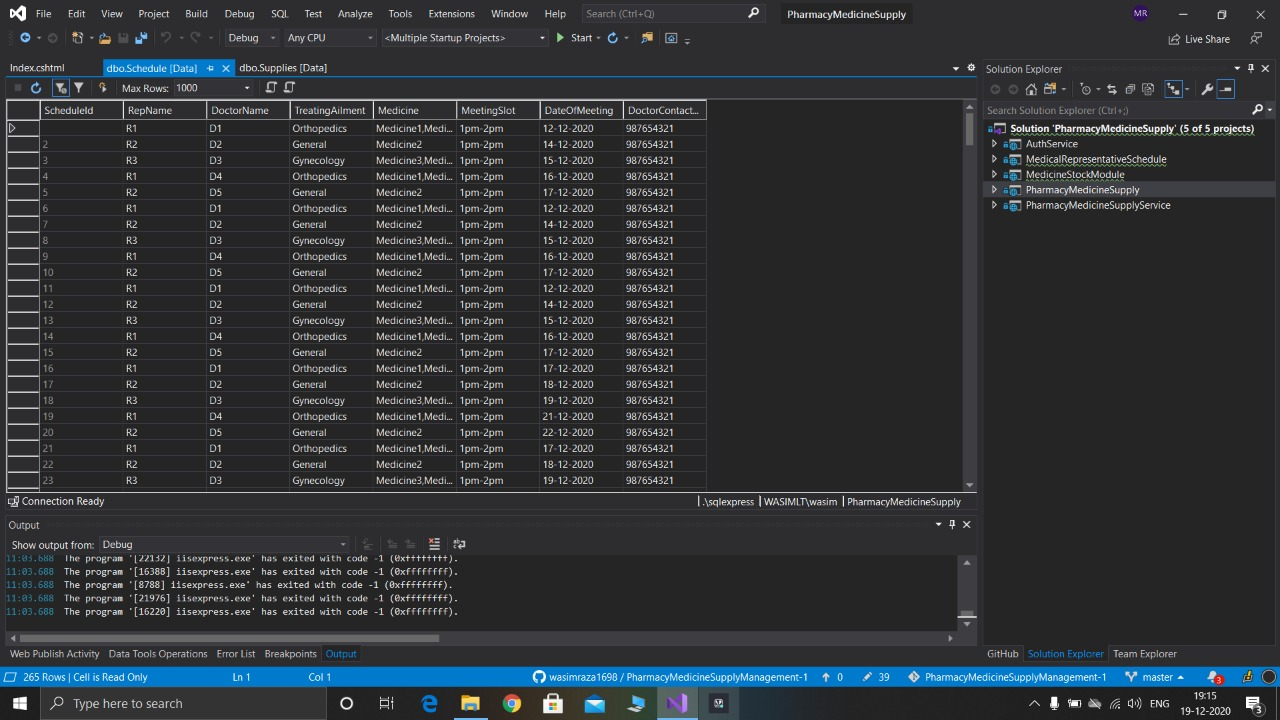 File Edit View Project Build Debug SQL Test Analyze Tools Extensions Window Help Search (Ctrl+Q) PharmacyMedicineSupply MR
Debug Any CPU <Multiple Startup Projects> Start Live Share
Index.cshtml dbo.Schedule [Data] dbo.Supplies [Data]
Max Rows: 1000
ScheduleId RepName DoctorName TreatingAilment Medicine MeetingSlot DateOfMeeting DoctorContact...
R1 D1 Orthopedics Medicine1,Medi... 1pm-2pm 12-12-2020 987654321
2 R2 D2 General Medicine2 1pm-2pm 14-12-2020 987654321
3 R3 D3 Gynecology Medicine3,Medi... 1pm-2pm 15-12-2020 987654321
4 R1 D4 Orthopedics Medicine1,Medi... 1pm-2pm 16-12-2020 987654321
5 R2 D5 General Medicine2 1pm-2pm 17-12-2020 987654321
6 R1 D1 Orthopedics Medicine1,Medi... 1pm-2pm 12-12-2020 987654321
7 R2 D2 General Medicine2 1pm-2pm 14-12-2020 987654321
8 R3 D3 Gynecology Medicine3,Medi... 1pm-2pm 15-12-2020 987654321
9 R1 D4 Orthopedics Medicine1,Medi... 1pm-2pm 16-12-2020 987654321
10 R2 D5 General Medicine2 1pm-2pm 17-12-2020 987654321
11 R1 D1 Orthopedics Medicine1,Medi... 1pm-2pm 12-12-2020 987654321
12 R2 D2 General Medicine2 1pm-2pm 14-12-2020 987654321
13 R3 D3 Gynecology Medicine3,Medi... 1pm-2pm 15-12-2020 987654321
14 R1 D4 Orthopedics Medicine1,Medi... 1pm-2pm 16-12-2020 987654321
15 R2 D5 General Medicine2 1pm-2pm 17-12-2020 987654321
16 R1 D1 Orthopedics Medicine1,Medi... 1pm-2pm 17-12-2020 987654321
17 R2 D2 General Medicine2 1pm-2pm 18-12-2020 987654321
18 R3 D3 Gynecology Medicine3,Medi... 1pm-2pm 19-12-2020 987654321
19 R1 D4 Orthopedics Medicine1,Medi... 1pm-2pm 21-12-2020 987654321
20 R2 D5 General Medicine2 1pm-2pm 22-12-2020 987654321
21 R1 D1 Orthopedics Medicine1,Medi... 1pm-2pm 17-12-2020 987654321
22 R2 D2 General Medicine2 1pm-2pm 18-12-2020 987654321
23 R3 D3 Gynecology Medicine3,Medi... 1pm-2pm 19-12-2020 987654321
Connection Ready .\sqlexpress WASIMLT\wasim PharmacyMedicineSupply
Output
Show output from: Debug
11:03.688 The program '[22132] iisexpress.exe' has exited with code -1 (0xffffffff).
11:03.688 The program '[16388] iisexpress.exe' has exited with code -1 (0xffffffff).
11:03.688 The program '[8788] iisexpress.exe' has exited with code -1 (0xffffffff).
11:03.688 The program '[21976] iisexpress.exe' has exited with code -1 (0xffffffff).
11:03.688 The program '[16220] iisexpress.exe' has exited with code -1 (0xffffffff).
Web Publish Activity Data Tools Operations Error List Breakpoints Output
Solution Explorer
Search Solution Explorer (Ctrl+;)
Solution 'PharmacyMedicineSupply' (5 of 5 projects)
AuthService
MedicalRepresentativeSchedule
MedicineStockModule
PharmacyMedicineSupply
PharmacyMedicineSupplyService
GitHub Solution Explorer Team Explorer
265 Rows | Cell is Read Only Ln 1 Col 1 wasimraza1698 / PharmacyMedicineSupplyManagement-1 0 39 PharmacyMedicineSupplyManagement-1 master 3
Type here to search ENG 19:15
19-12-2020 3